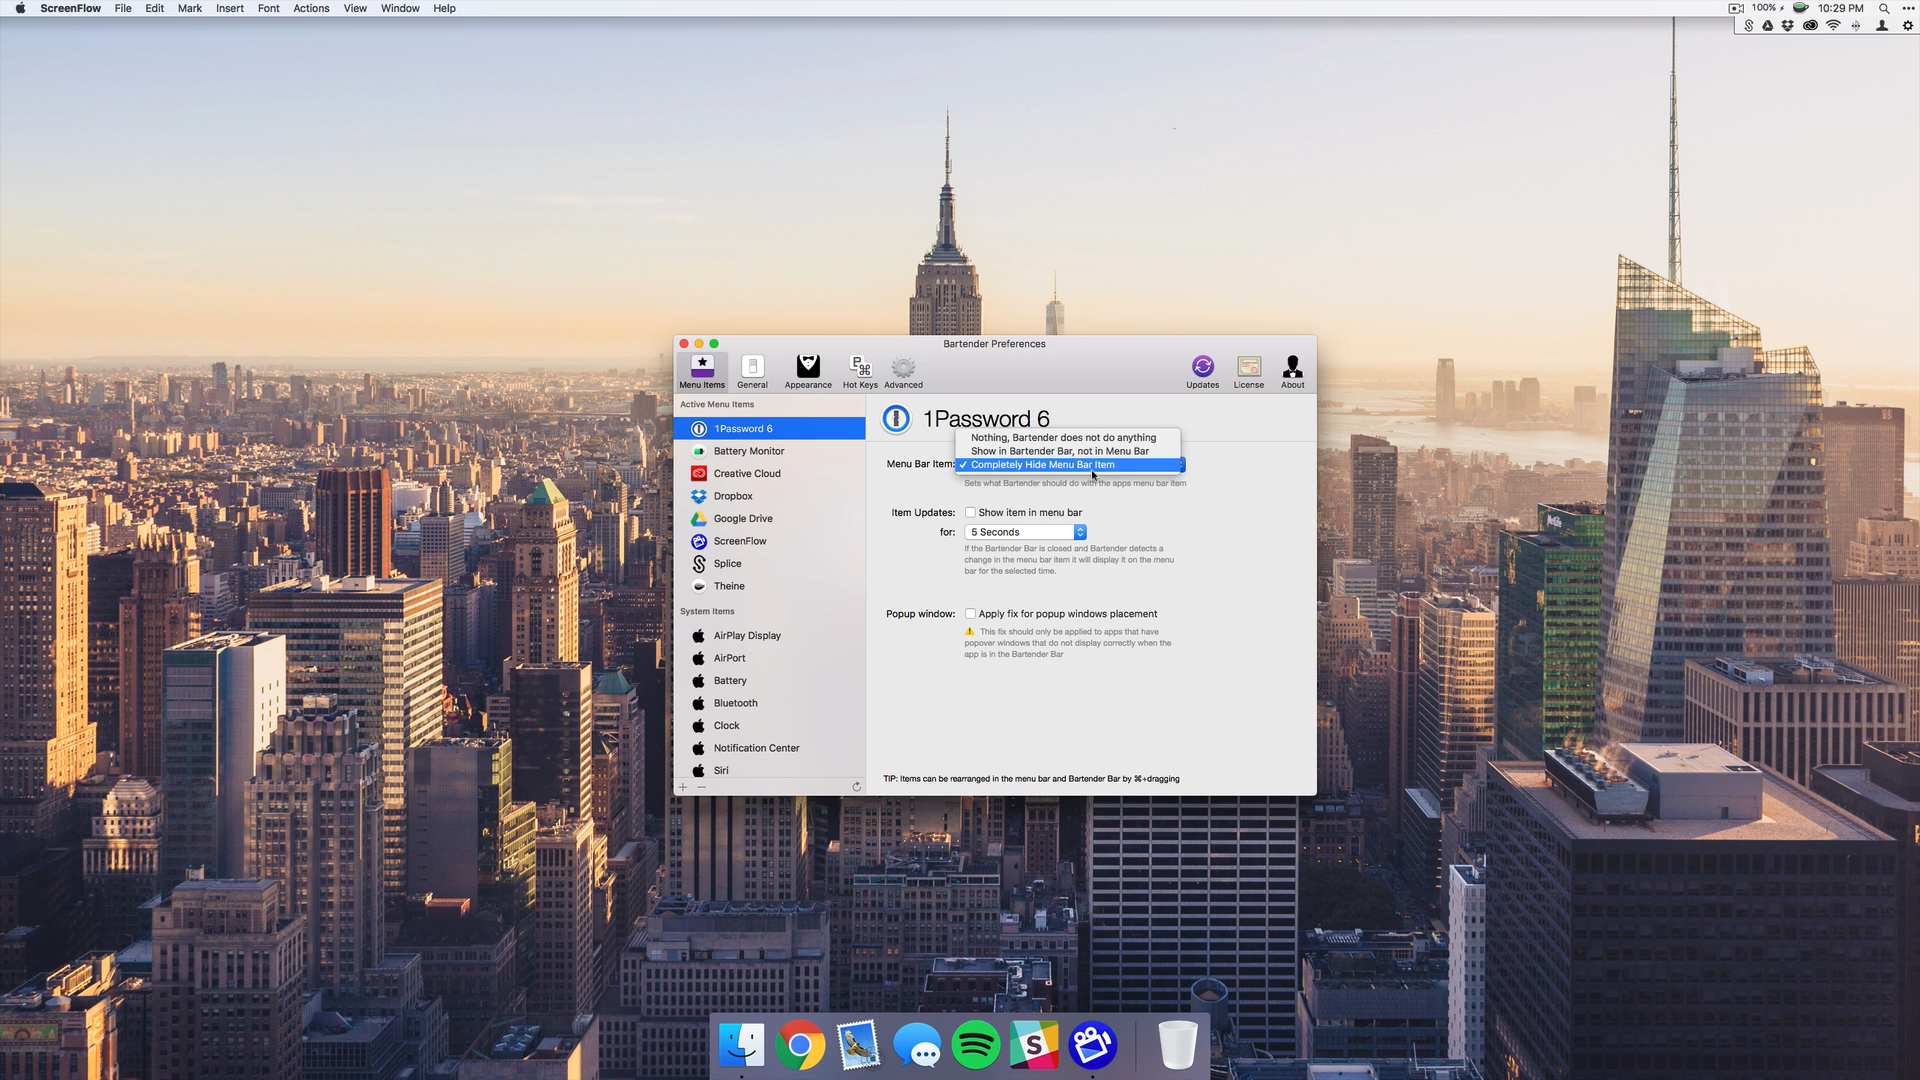 ScreenFlow File Edit Mark Insert Font Actions View Window Help
100% 10:29 PM
Bartender Preferences
Menu Items General Appearance Hot Keys Advanced Updates License About
Active Menu Items
1Password 6
Battery Monitor
Creative Cloud
Dropbox
Google Drive
ScreenFlow
Splice
Theine
System Items
AirPlay Display
AirPort
Battery
Bluetooth
Clock
Notification Center
Siri
1Password 6
Nothing, Bartender does not do anything
Show in Bartender Bar, not in Menu Bar
Menu Bar Item: ✓ Completely Hide Menu Bar Item
Sets what Bartender should do with the apps menu bar item
Item Updates: Show item in menu bar
for: 5 Seconds
If the Bartender Bar is closed and Bartender detects a
change in the menu bar item it will display it on the menu
bar for the selected time.
Popup window: Apply fix for popup windows placement
This fix should only be applied to apps that have
popover windows that do not display correctly when the
app is in the Bartender Bar
TIP: Items can be rearranged in the menu bar and Bartender Bar by ⌘+dragging